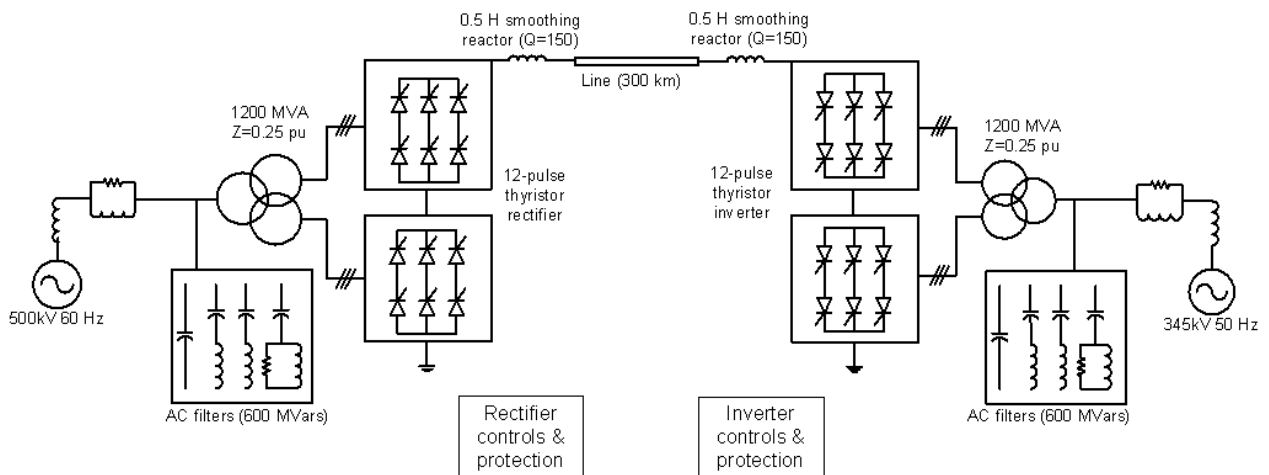 0.5 H smoothing
reactor (Q=150)
0.5 H smoothing
reactor (Q=150)
Line (300 km)
1200 MVA
Z=0.25 pu
1200 MVA
Z=0.25 pu
12-pulse
thyristor
rectifier
12-pulse
thyristor
inverter
500kV 60 Hz
345kV 50 Hz
AC filters (600 MVars)
AC filters (600 MVars)
Rectifier
controls &
protection
Inverter
controls &
protection